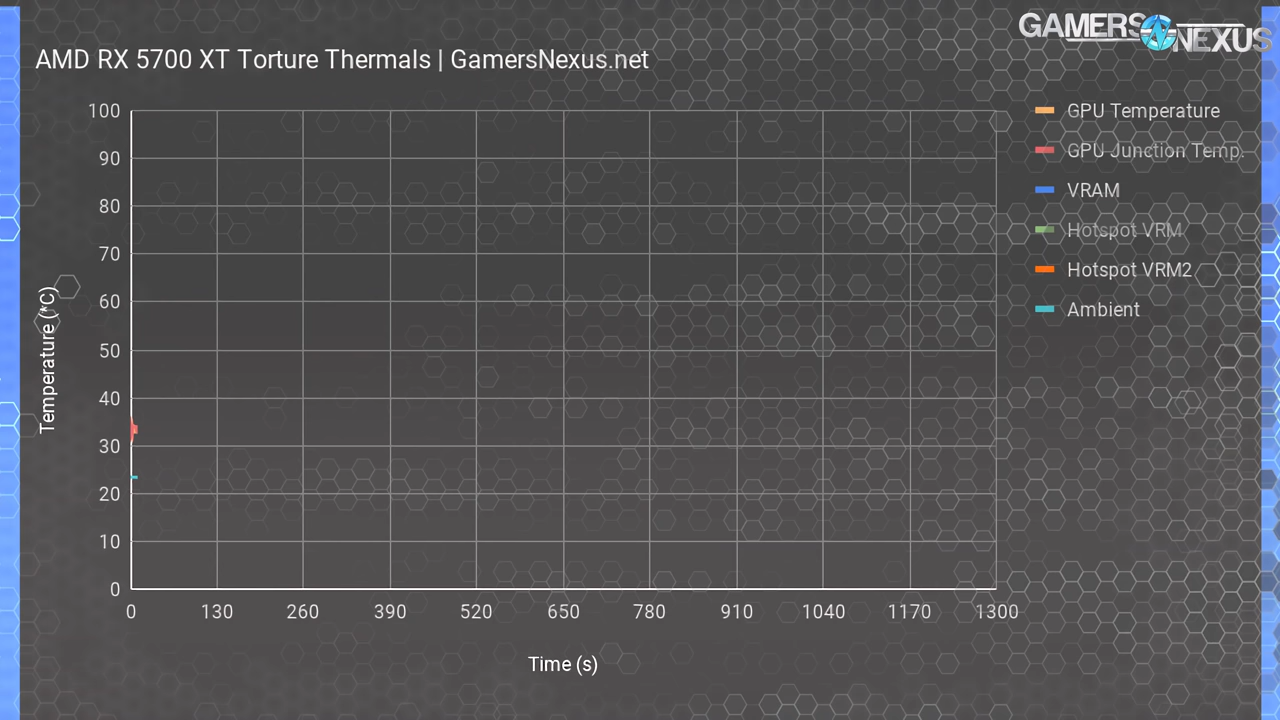 GAMERS NEXUS
AMD RX 5700 XT Torture Thermals | GamersNexus.net
100
90
80
70
60
50
40
30
20
10
0
Temperature (*C)
0 130 260 390 520 650 780 910 1040 1170 1300
Time (s)
GPU Temperature
GPU Junction Temp.
VRAM
Hotspot VRM
Hotspot VRM2
Ambient